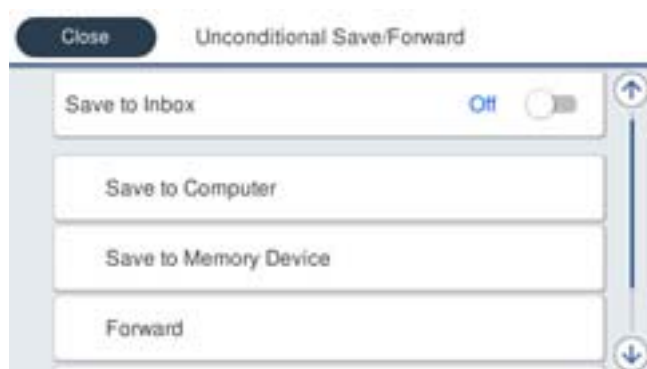 Close
Unconditional Save/Forward
Save to Inbox
Off
Save to Computer
Save to Memory Device
Forward